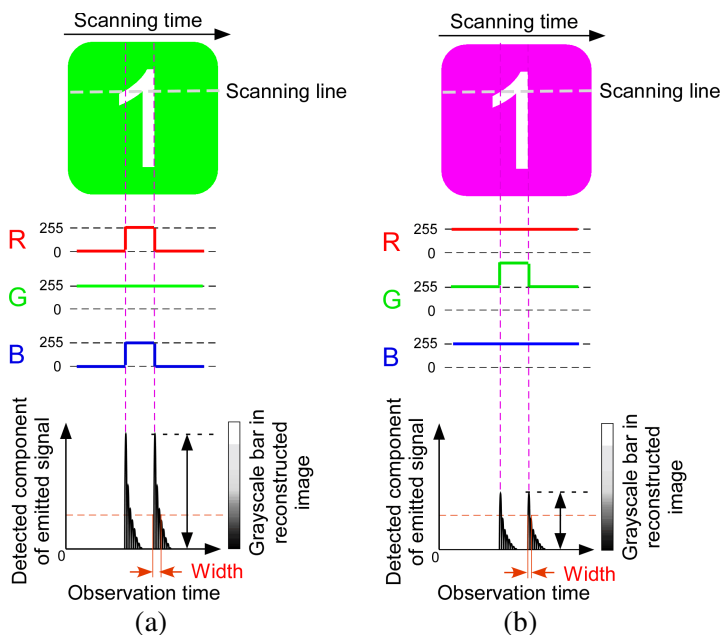 Scanning time
1
Scanning line
R
255
0
G
255
0
B
255
0
Detected component
of emitted signal
0
Grayscale bar in
reconstructed
image
Width
Observation time
(a)
Scanning time
1
Scanning line
R
255
0
G
255
0
B
255
0
Detected component
of emitted signal
0
Grayscale bar in
reconstructed
image
Width
Observation time
(b)